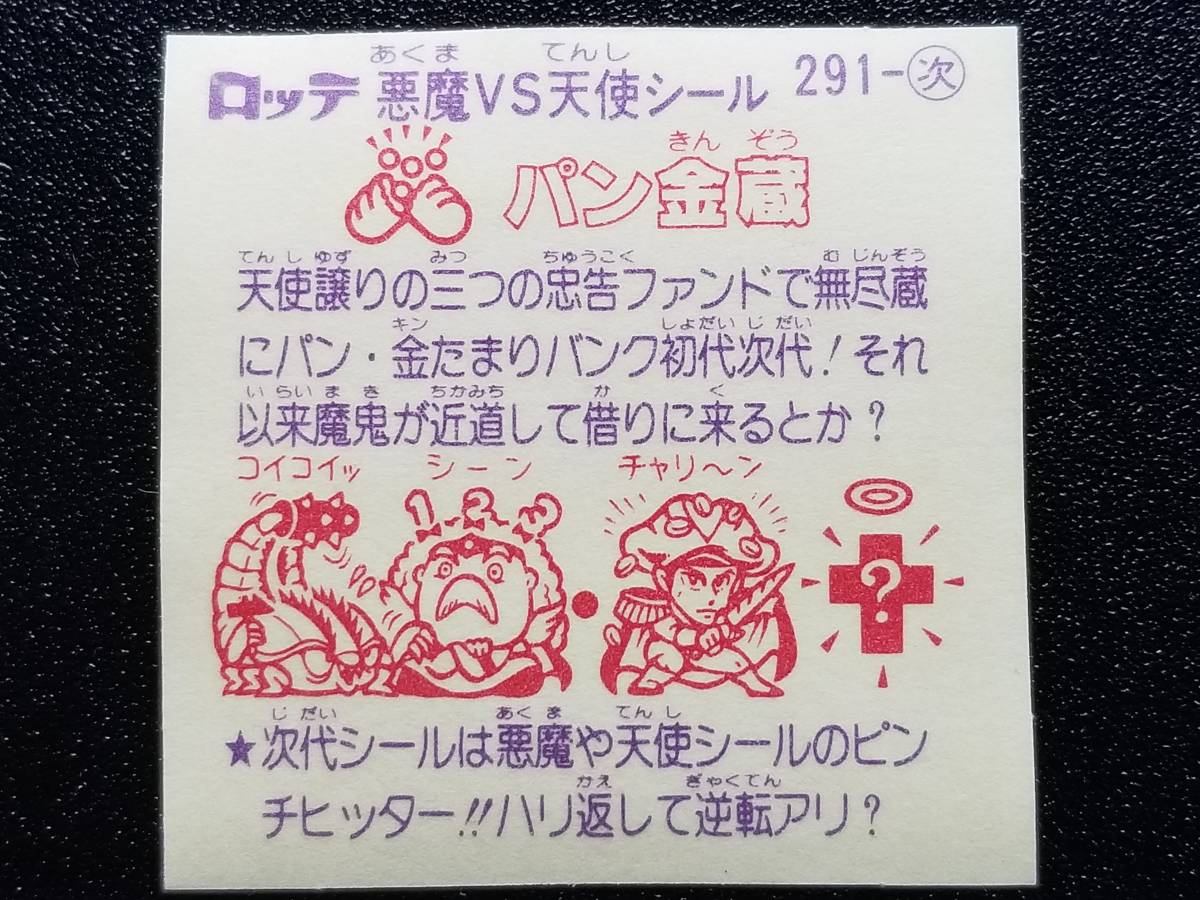 ロッテ 悪魔VS天使シール 291-次
あくま てんし
パン金蔵
きん ぞう
天使譲りの三つの忠告ファンドで無尽蔵
てんし ゆず みつ ちゅうこく む じんぞう
にパン・金たまりバンク初代次代!それ
キン しょだい じ だい
以来魔鬼が近道して借りに来るとか?
いらい ま き ちかみち か く
コイコイッ シーン チャリ〜ン
1 2 3
?
★次代シールは悪魔や天使シールのピン
じ だい あくま てんし
チヒッター!!ハリ返して逆転アリ?
かえ ぎゃくてん